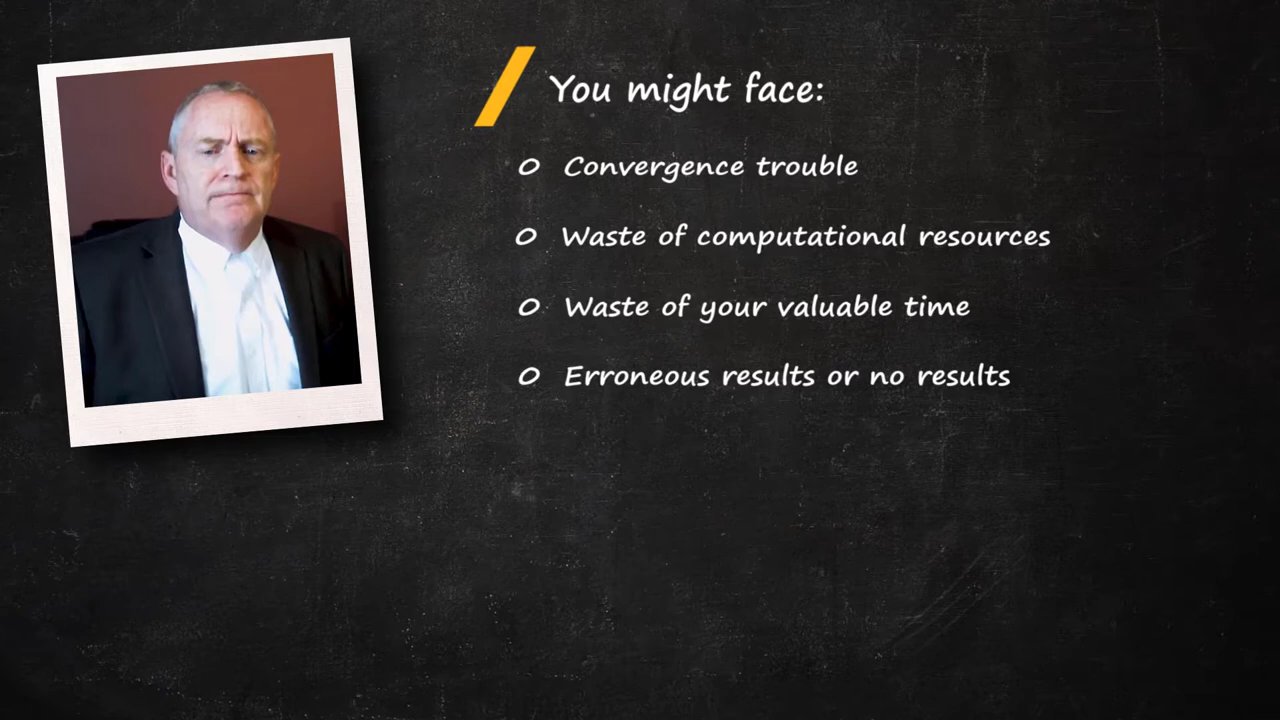 You might face:
Convergence trouble
Waste of computational resources
Waste of your valuable time
Erroneous results or no results